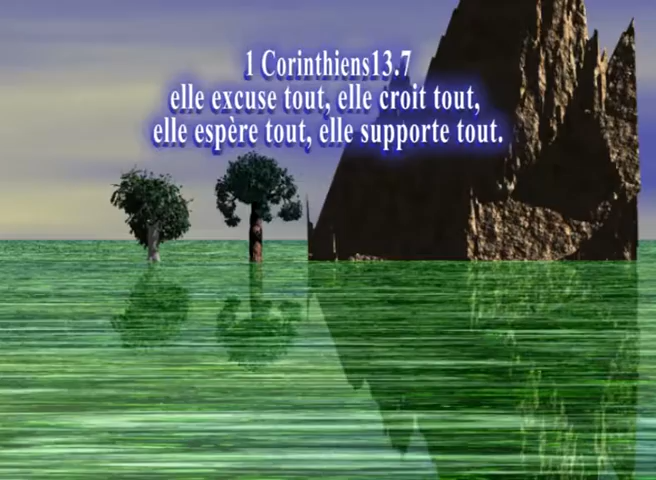 1 Corinthiens13.7
elle excuse tout, elle croit tout,
elle espère tout, elle supporte tout.